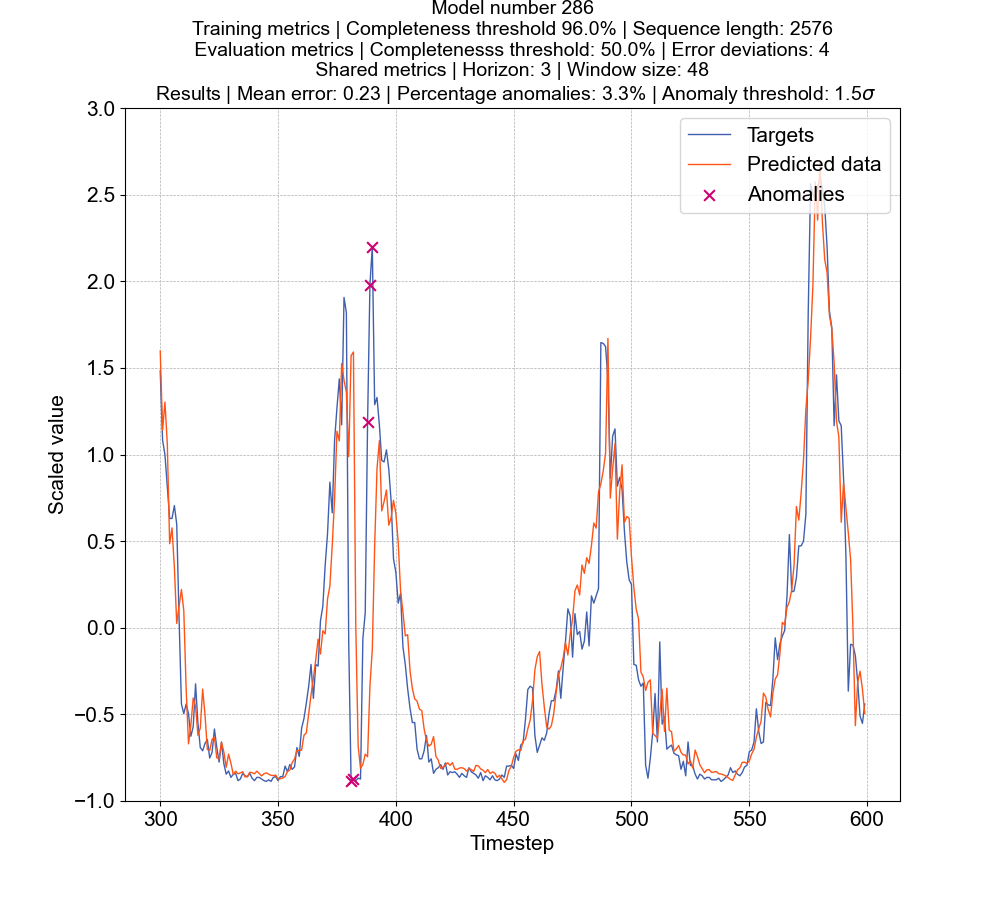 Model number 286
Training metrics | Completeness threshold 96.0% | Sequence length: 2576
Evaluation metrics | Completenesss threshold: 50.0% | Error deviations: 4
Shared metrics | Horizon: 3 | Window size: 48
Results | Mean error: 0.23 | Percentage anomalies: 3.3% | Anomaly threshold: 1.5σ
3.0
2.5
2.0
1.5
1.0
0.5
0.0
−0.5
−1.0
Scaled value
Targets
Predicted data
Anomalies
300 350 400 450 500 550 600
Timestep